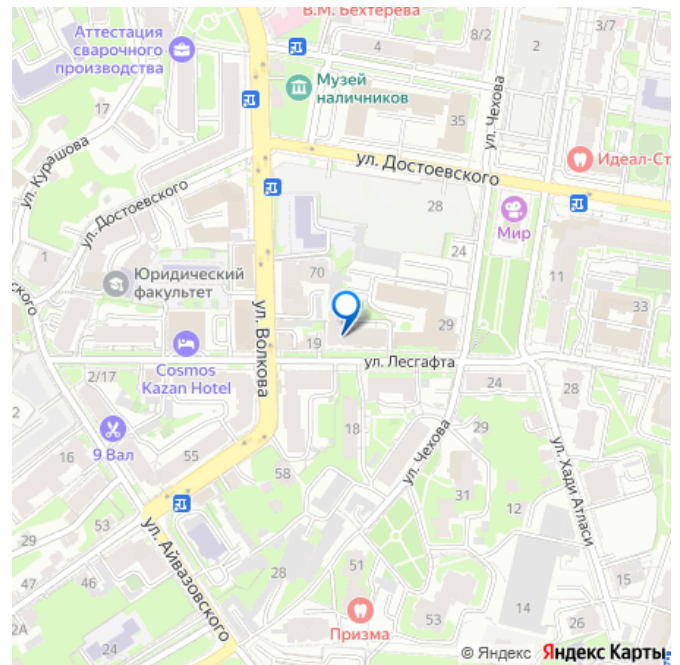 В.М. Бехтерева
Аттестация
сварочного
производства
4
8/2
2
3/7
Музей
наличников
17
35
ул. Чехова
ул. Курашова
ул. Достоевского
Идеал-Ст
ул. Достоевского
28
Мир
24
1
Юридический
факультет
70
11
ского
ул. Волкова
33
19
29
ул. Лесгафта
Cosmos
Kazan Hotel
2/17
24
28
9 Вал
18
ул. Чехова
29
16
55
58
ул. Хади Атласи
31
12
29
53
ул. Айвазовского
47
46
28
51
15
14
53
26
2А
24
Призма
© Яндекс Яндекс Карты